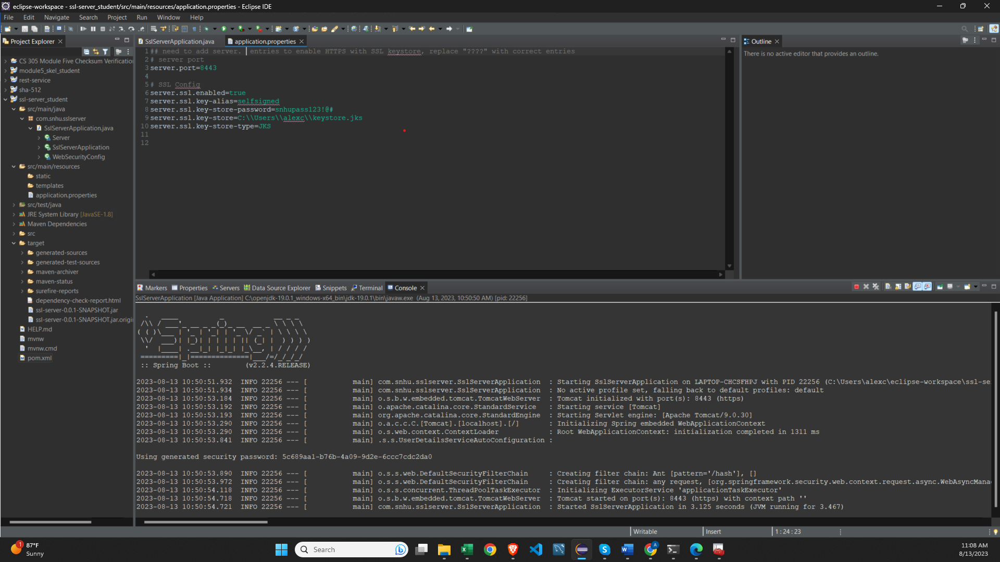 eclipse-workspace - ssl-server_student/src/main/resources/application.properties - Eclipse IDE
File Edit Navigate Search Project Run Window Help
Project Explorer
CS 305 Module Five Checksum Verificatio
module5_skel_student
rest-service
sha-512
ssl-server_student
src/main/java
com.snhu.sslserver
SslServerApplication.java
Server
SslServerApplication
WebSecurityConfig
src/main/resources
static
templates
application.properties
src/test/java
JRE System Library [JavaSE-1.8]
Maven Dependencies
src
target
generated-sources
generated-test-sources
maven-archiver
maven-status
surefire-reports
dependency-check-report.html
ssl-server-0.0.1-SNAPSHOT.jar
ssl-server-0.0.1-SNAPSHOT.jar.origi
HELP.md
mvnw
mvnw.cmd
pom.xml
SslServerApplication.java application.properties
1 ## need to add server. entries to enable HTTPS with SSL keystore, replace "????" with correct entries
2 # server port
3 server.port=8443
4
5 # SSL Config
6 server.ssl.enabled=true
7 server.ssl.key-alias=selfsigned
8 server.ssl.key-store-password=snhupass123!@#
9 server.ssl.key-store=C:\\Users\\alexc\\keystore.jks
10 server.ssl.key-store-type=JKS
11
12
Outline
There is no active editor that provides an outline.
Markers Properties Servers Data Source Explorer Snippets Terminal Console
SslServerApplication [Java Application] C:\openjdk-19.0.1_windows-x64_bin\jdk-19.0.1\bin\javaw.exe (Aug 13, 2023, 10:50:50 AM) [pid: 22256]
Spring
:: Spring Boot :: (v2.2.4.RELEASE)
2023-08-13 10:50:51.932 INFO 22256 --- [ main] com.snhu.sslserver.SslServerApplication : Starting SslServerApplication on LAPTOP-CHCSFHPJ with PID 22256 (C:\Users\alexc\eclipse-workspace\ssl-se
2023-08-13 10:50:51.934 INFO 22256 --- [ main] com.snhu.sslserver.SslServerApplication : No active profile set, falling back to default profiles: default
2023-08-13 10:50:53.184 INFO 22256 --- [ main] o.s.b.w.embedded.tomcat.TomcatWebServer : Tomcat initialized with port(s): 8443 (https)
2023-08-13 10:50:53.192 INFO 22256 --- [ main] o.apache.catalina.core.StandardService : Starting service [Tomcat]
2023-08-13 10:50:53.193 INFO 22256 --- [ main] org.apache.catalina.core.StandardEngine : Starting Servlet engine: [Apache Tomcat/9.0.30]
2023-08-13 10:50:53.290 INFO 22256 --- [ main] o.a.c.c.C.[Tomcat].[localhost].[/] : Initializing Spring embedded WebApplicationContext
2023-08-13 10:50:53.290 INFO 22256 --- [ main] o.s.web.context.ContextLoader : Root WebApplicationContext: initialization completed in 1311 ms
2023-08-13 10:50:53.841 INFO 22256 --- [ main] .s.s.UserDetailsServiceAutoConfiguration :
Using generated security password: 5c689aa1-b76b-4a09-9d2e-6ccc7cdc2da0
2023-08-13 10:50:53.890 INFO 22256 --- [ main] o.s.s.web.DefaultSecurityFilterChain : Creating filter chain: Ant [pattern='/hash'], []
2023-08-13 10:50:53.972 INFO 22256 --- [ main] o.s.s.web.DefaultSecurityFilterChain : Creating filter chain: any request, [org.springframework.security.web.context.request.async.WebAsyncMana
2023-08-13 10:50:54.118 INFO 22256 --- [ main] o.s.s.concurrent.ThreadPoolTaskExecutor : Initializing ExecutorService 'applicationTaskExecutor'
2023-08-13 10:50:54.718 INFO 22256 --- [ main] o.s.b.w.embedded.tomcat.TomcatWebServer : Tomcat started on port(s): 8443 (https) with context path ''
2023-08-13 10:50:54.721 INFO 22256 --- [ main] com.snhu.sslserver.SslServerApplication : Started SslServerApplication in 3.125 seconds (JVM running for 3.467)
Writable Insert 1 : 24 : 23
1
87°F
Sunny
Search
11:08 AM
8/13/2023